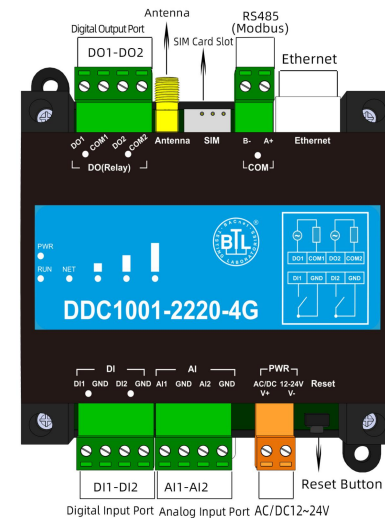 Antenna
RS485
(Modbus)
Digital Output Port
SIM Card Slot
DO1-DO2
Ethernet
DO1 COM1 DO2 COM2
DO(Relay)
Antenna
SIM
B- A+
COM
Ethernet
PWR
RUN NET
BTL
DDC1001-2220-4G
DO1 COM1 DO2 COM2
DI1 GND DI2 GND
DI
DI1 GND DI2 GND
AI
AI1 GND AI2 GND
PWR
AC/DC 12-24V
V+ V-
Reset
DI1-DI2
AI1-AI2
Reset Button
Digital Input Port
Analog Input Port
AC/DC12~24V